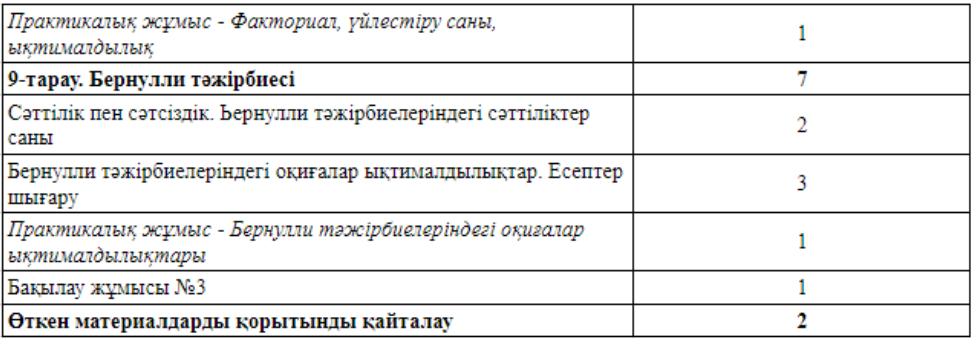 Практикалық жұмыс - Факториал, үйлестіру саны,
ықтималдылық
1
9-тарау. Бернулли тәжірбиесі
7
Сәттілік пен сәтсіздік. Бернулли тәжірбиелеріндегі сәттіліктер
саны
2
Бернулли тәжірбиелеріндегі оқиғалар ықтималдылықтар. Есептер
шығару
3
Практикалық жұмыс - Бернулли тәжірбиелеріндегі оқиғалар
ықтималдылықтары
1
Бақылау жұмысы №3
1
Өткен материалдарды қорытынды қайталау
2